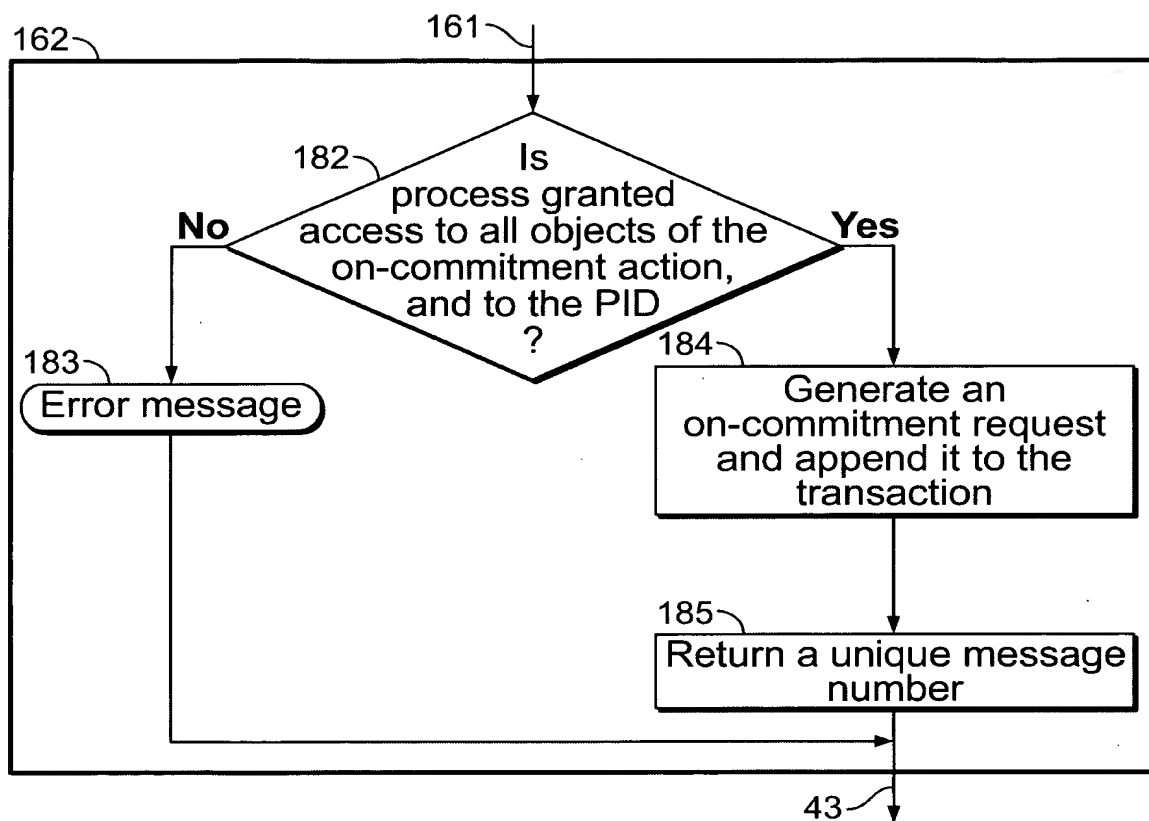 161
162
182
Is
process granted
access to all objects of the
on-commitment action,
and to the PID
?
No
Yes
183
Error message
184
Generate an
on-commitment request
and append it to the
transaction
185
Return a unique message
number
43